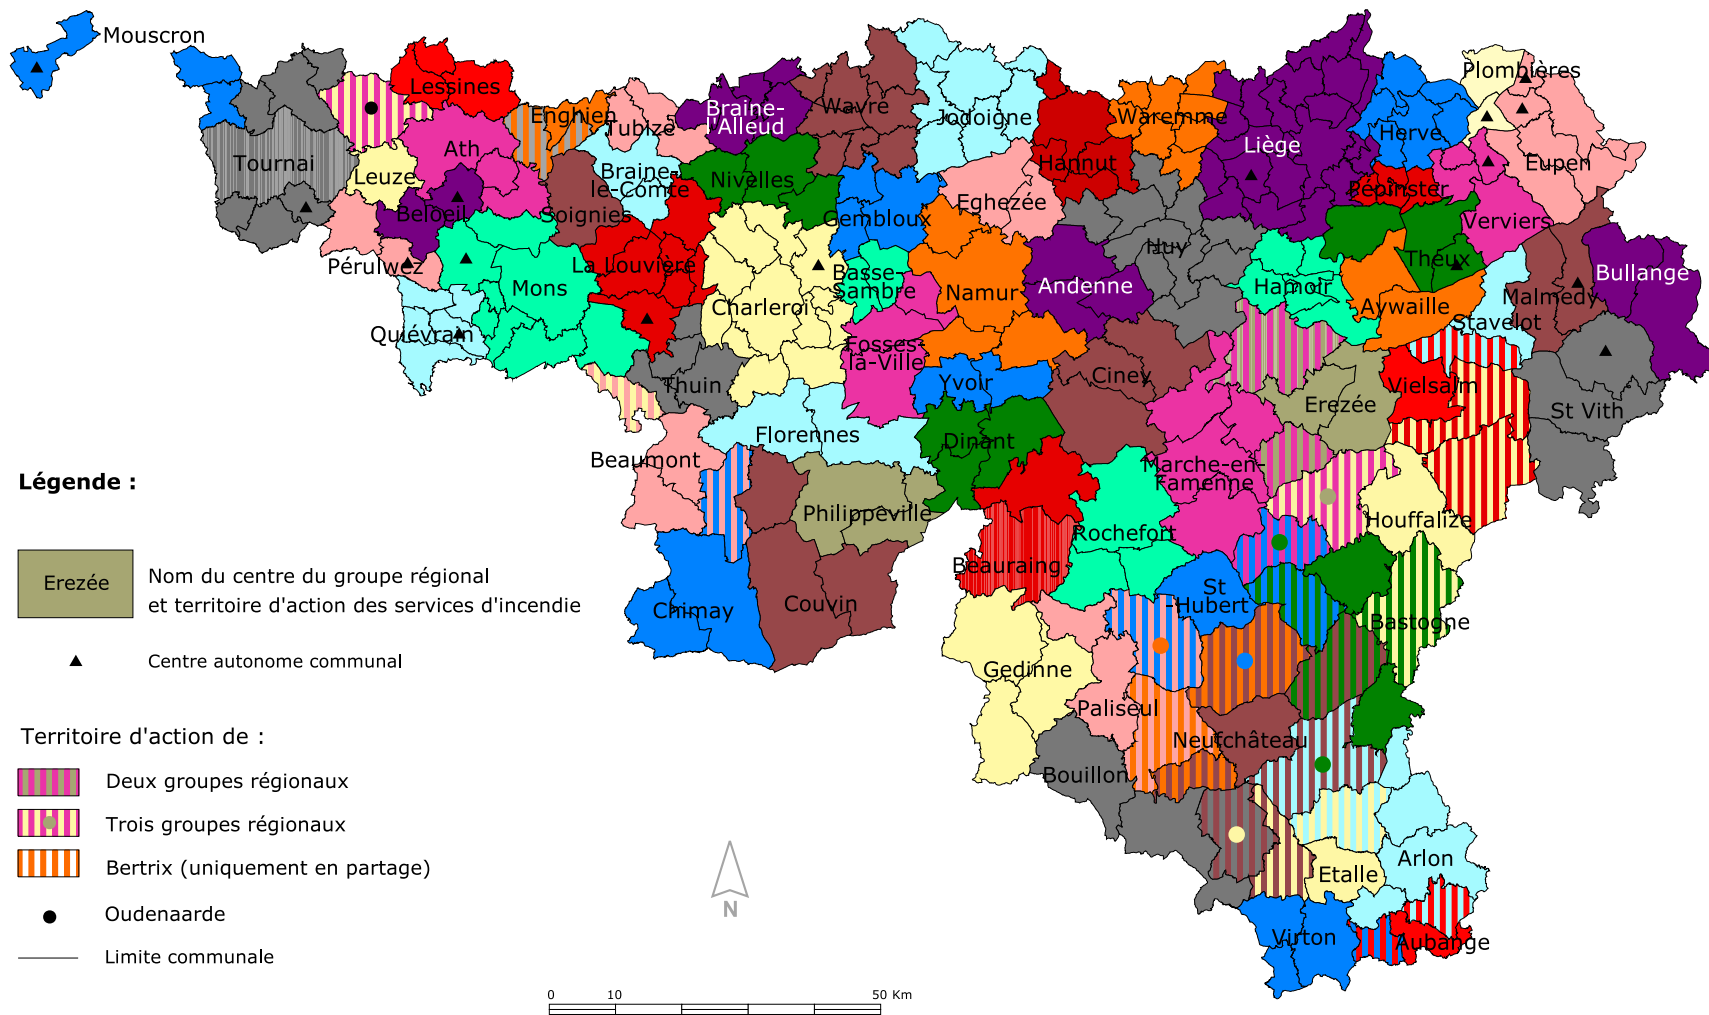 Mouscron
Lessines
Plombières
Enghien
Tubize
Braine-
l'Alleud
Wavre
Jodoigne
Waremme
Herve
Liège
Ath
Tournai
Leuze
Braine-
le-Comte
Nivelles
Hannut
Eupen
Pépinster
Beloeil
Soignies
Gembloux
Eghezée
Verviers
Huy
Pérulwez
La Louvière
Theux
Bullange
Basse-
Sambre
Mons
Namur
Andenne
Hamoir
Malmedy
Charleroi
Aywaille
Stavelot
Quiévrain
Fosses-
la-Ville
Thuin
Yvoir
Ciney
Vielsalm
Erezée
St Vith
Florennes
Dinant
Beaumont
Marche-en-
Famenne
Philippeville
Houffalize
Rochefort
Beauraing
Chimay
Couvin
St
-Hubert
Bastogne
Gedinne
Paliseul
Neufchâteau
Bouillon
Arlon
Etalle
Virton
Aubange
Légende :
Erezée
Nom du centre du groupe régional
et territoire d'action des services d'incendie
Centre autonome communal
Territoire d'action de :
Deux groupes régionaux
Trois groupes régionaux
Bertrix (uniquement en partage)
Oudenaarde
Limite communale
N
0 10 50 Km